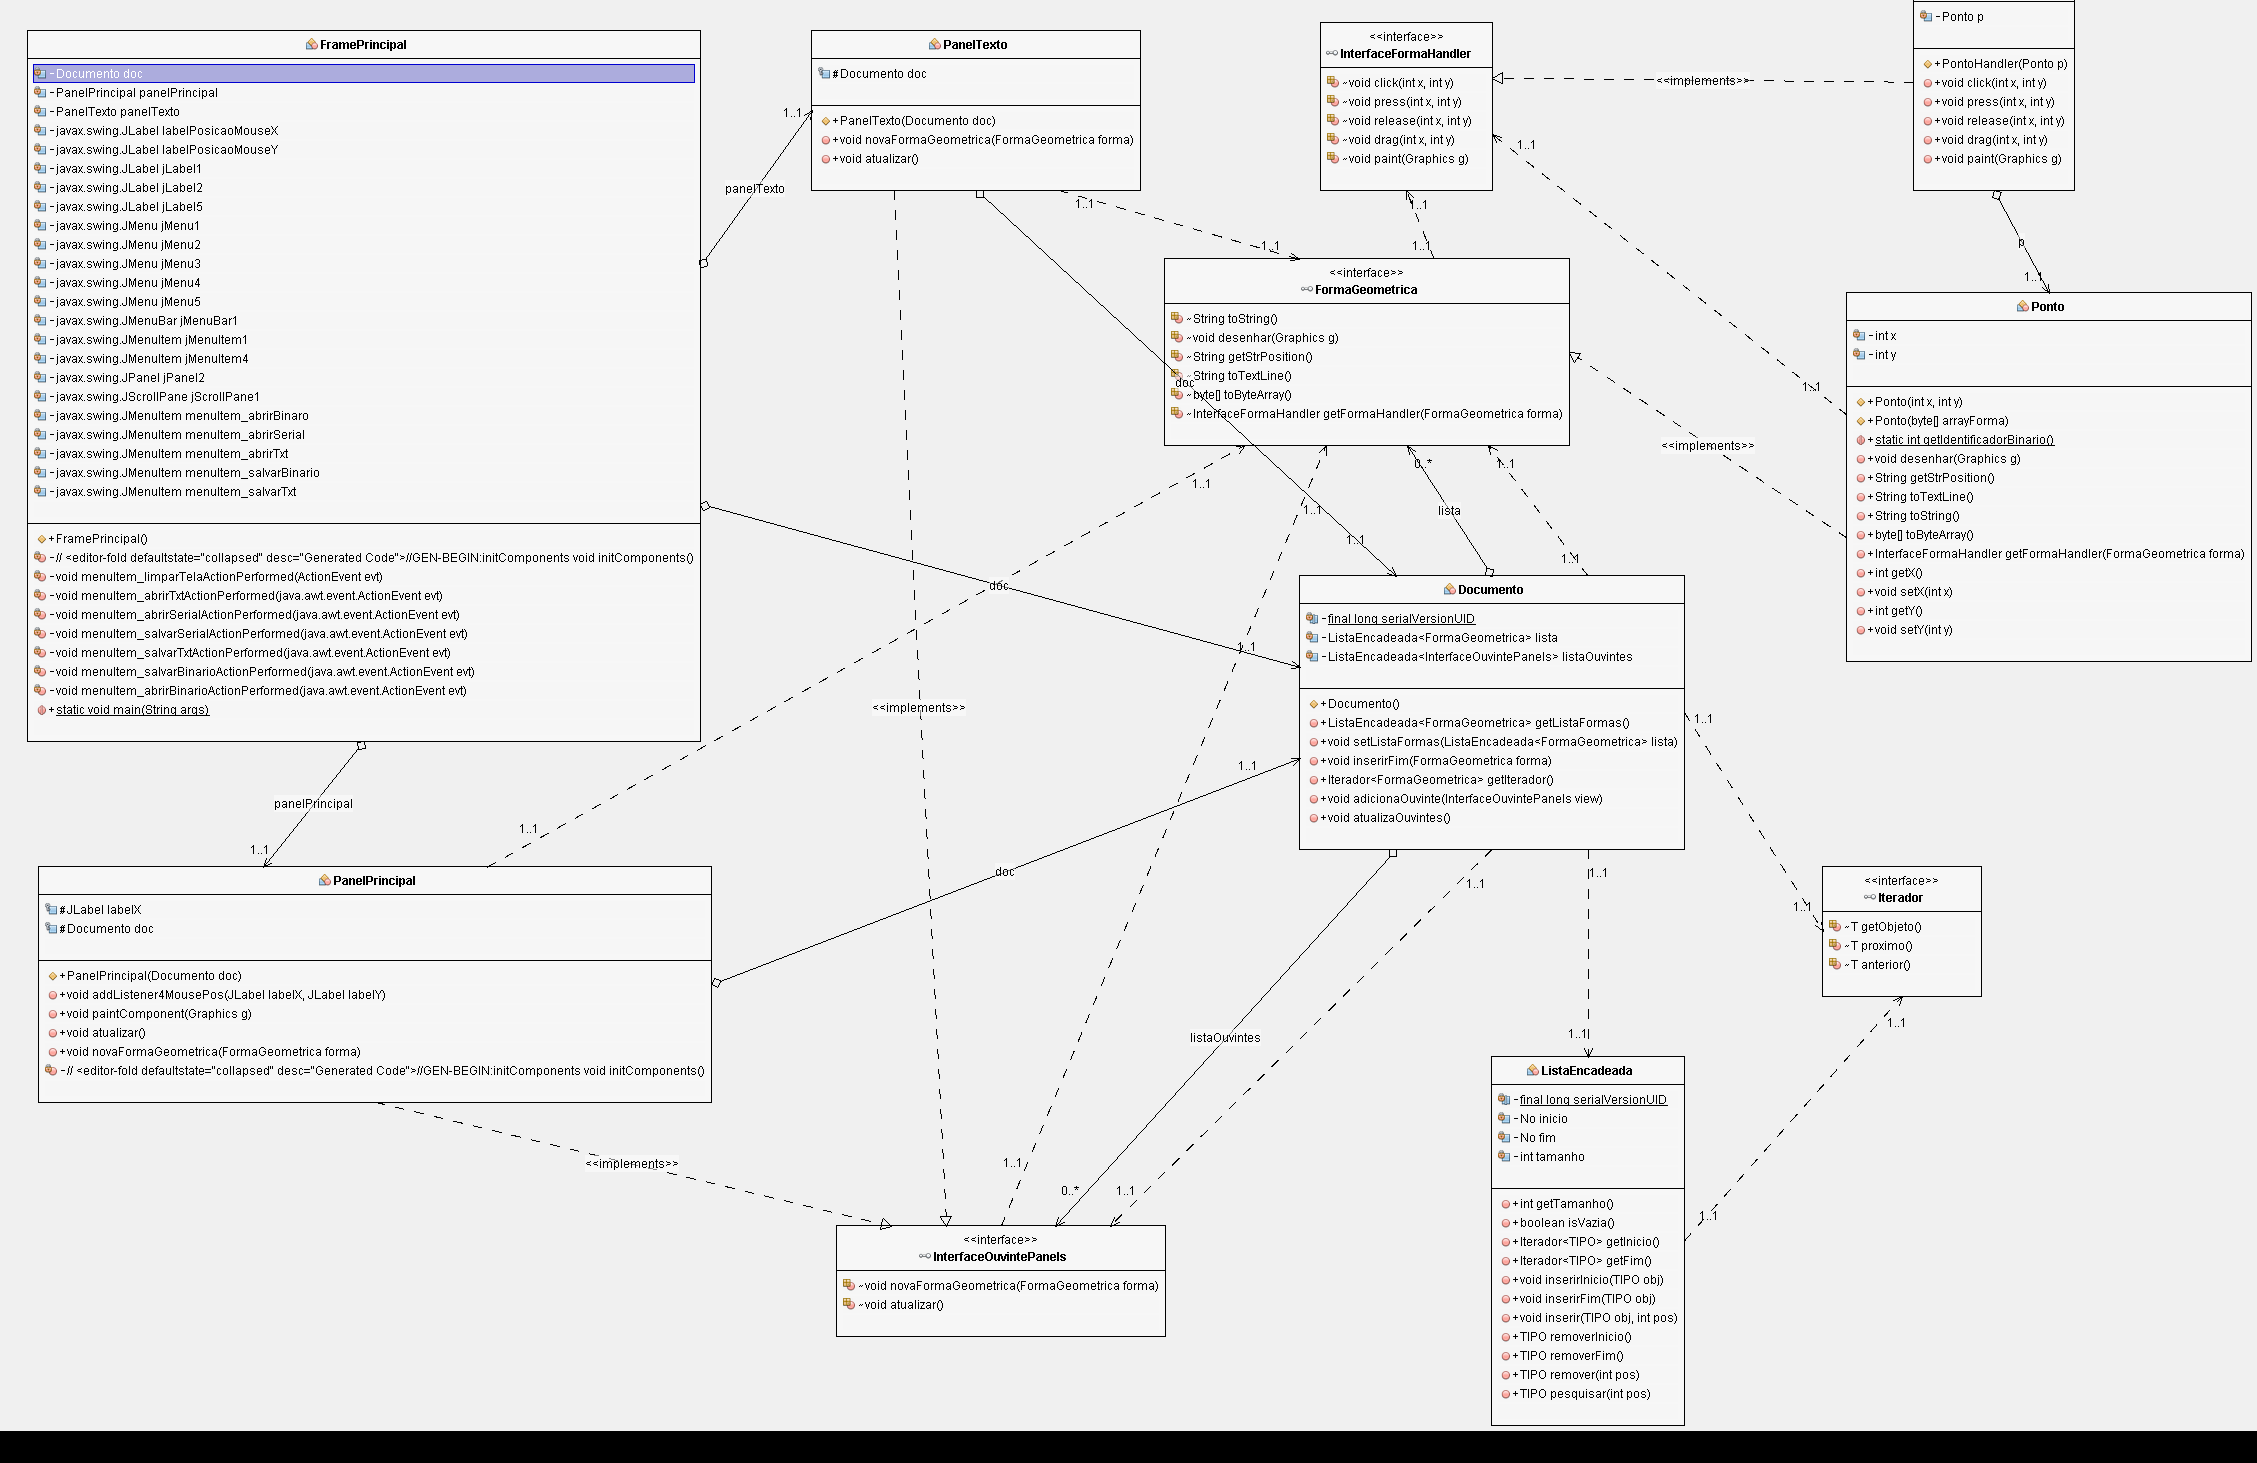 FramePrincipal
-Documento doc
-PanelPrincipal panelPrincipal
-PanelTexto panelTexto
-javax.swing.JLabel labelPosicaoMouseX
-javax.swing.JLabel labelPosicaoMouseY
-javax.swing.JLabel jLabel1
-javax.swing.JLabel jLabel2
-javax.swing.JLabel jLabel5
-javax.swing.JMenu jMenu1
-javax.swing.JMenu jMenu2
-javax.swing.JMenu jMenu3
-javax.swing.JMenu jMenu4
-javax.swing.JMenu jMenu5
-javax.swing.JMenuBar jMenuBar1
-javax.swing.JMenuItem jMenuItem1
-javax.swing.JMenuItem jMenuItem4
-javax.swing.JPanel jPanel2
-javax.swing.JScrollPane jScrollPane1
-javax.swing.JMenuItem menuItem_abrirBinaro
-javax.swing.JMenuItem menuItem_abrirSerial
-javax.swing.JMenuItem menuItem_abrirTxt
-javax.swing.JMenuItem menuItem_salvarBinario
-javax.swing.JMenuItem menuItem_salvarTxt
+FramePrincipal()
-// <editor-fold defaultstate="collapsed" desc="Generated Code">//GEN-BEGIN:initComponents void initComponents()
-void menuItem_limparTelaActionPerformed(ActionEvent evt)
-void menuItem_abrirTxtActionPerformed(java.awt.event.ActionEvent evt)
-void menuItem_abrirSerialActionPerformed(java.awt.event.ActionEvent evt)
-void menuItem_salvarSerialActionPerformed(java.awt.event.ActionEvent evt)
-void menuItem_salvarTxtActionPerformed(java.awt.event.ActionEvent evt)
-void menuItem_salvarBinarioActionPerformed(java.awt.event.ActionEvent evt)
-void menuItem_abrirBinarioActionPerformed(java.awt.event.ActionEvent evt)
+static void main(String args)
PanelTexto
#Documento doc
+PanelTexto(Documento doc)
+void novaFormaGeometrica(FormaGeometrica forma)
+void atualizar()
<<interface>>
InterfaceFormaHandler
~void click(int x, int y)
~void press(int x, int y)
~void release(int x, int y)
~void drag(int x, int y)
~void paint(Graphics g)
-Ponto p
+PontoHandler(Ponto p)
+void click(int x, int y)
+void press(int x, int y)
+void release(int x, int y)
+void drag(int x, int y)
+void paint(Graphics g)
<<implements>>
1..1
panelTexto
1..1
1..1
1..1
1..1
1..1
1..1
p
1..1
<<interface>>
FormaGeometrica
~String toString()
~void desenhar(Graphics g)
~String getStrPosition()
~String toTextLine()
doc
~byte[] toByteArray()
~InterfaceFormaHandler getFormaHandler(FormaGeometrica forma)
<<implements>>
Ponto
-int x
-int y
+Ponto(int x, int y)
+Ponto(byte[] arrayForma)
+static int getIdentificadorBinario()
+void desenhar(Graphics g)
+String getStrPosition()
+String toTextLine()
+String toString()
+byte[] toByteArray()
+InterfaceFormaHandler getFormaHandler(FormaGeometrica forma)
+int getX()
+void setX(int x)
+int getY()
+void setY(int y)
0..*
1..1
1..1
1..1
lista
1..1
1..1
doc
1..1
<<implements>>
Documento
-final long serialVersionUID
-ListaEncadeada<FormaGeometrica> lista
-ListaEncadeada<InterfaceOuvintePanels> listaOuvintes
+Documento()
+ListaEncadeada<FormaGeometrica> getListaFormas()
+void setListaFormas(ListaEncadeada<FormaGeometrica> lista)
+void inserirFim(FormaGeometrica forma)
+Iterador<FormaGeometrica> getIterador()
+void adicionaOuvinte(InterfaceOuvintePanels view)
+void atualizaOuvintes()
1..1
1..1
panelPrincipal
1..1
1..1
doc
1..1
1..1
1..1
PanelPrincipal
#JLabel labelX
#Documento doc
+PanelPrincipal(Documento doc)
+void addListener4MousePos(JLabel labelX, JLabel labelY)
+void paintComponent(Graphics g)
+void atualizar()
+void novaFormaGeometrica(FormaGeometrica forma)
-// <editor-fold defaultstate="collapsed" desc="Generated Code">//GEN-BEGIN:initComponents void initComponents()
<<interface>>
Iterador
~T getObjeto()
~T proximo()
~T anterior()
listaOuvintes
1..1
1..1
<<implements>>
1..1
0..*
1..1
1..1
<<interface>>
InterfaceOuvintePanels
~void novaFormaGeometrica(FormaGeometrica forma)
~void atualizar()
ListaEncadeada
-final long serialVersionUID
-No inicio
-No fim
-int tamanho
+int getTamanho()
+boolean isVazia()
+Iterador<TIPO> getInicio()
+Iterador<TIPO> getFim()
+void inserirInicio(TIPO obj)
+void inserirFim(TIPO obj)
+void inserir(TIPO obj, int pos)
+TIPO removerInicio()
+TIPO removerFim()
+TIPO remover(int pos)
+TIPO pesquisar(int pos)